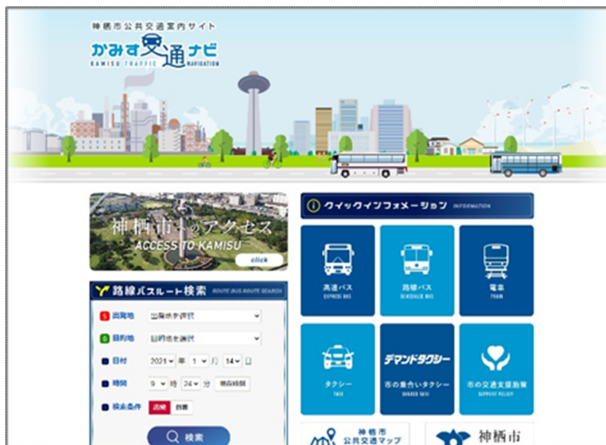 神栖市公共交通案内サイト
かみす交通ナビ
KAMISU TRAFFIC NAVIGATION
神栖市へのアクセス
ACCESS TO KAMISU
click
路線バスルート検索 ROUTE BUS ROUTE SEARCH
S 出発地 出発地を選択
G 目的地 目的地を選択
日付 2021 年 1 月 14 日
時間 9 時 24 分 現在時刻
検索条件 出発 到着
検索
クイックインフォメーション INFORMATION
高速バス
EXPRESS BUS
路線バス
SCHEDULED BUS
電車
TRAIN
タクシー
TAXI
デマンドタクシー
市の乗合いタクシー
SHARED TAXI
市の交通支援施策
SUPPORT POLICY
神栖市
公共交通マップ
神栖市